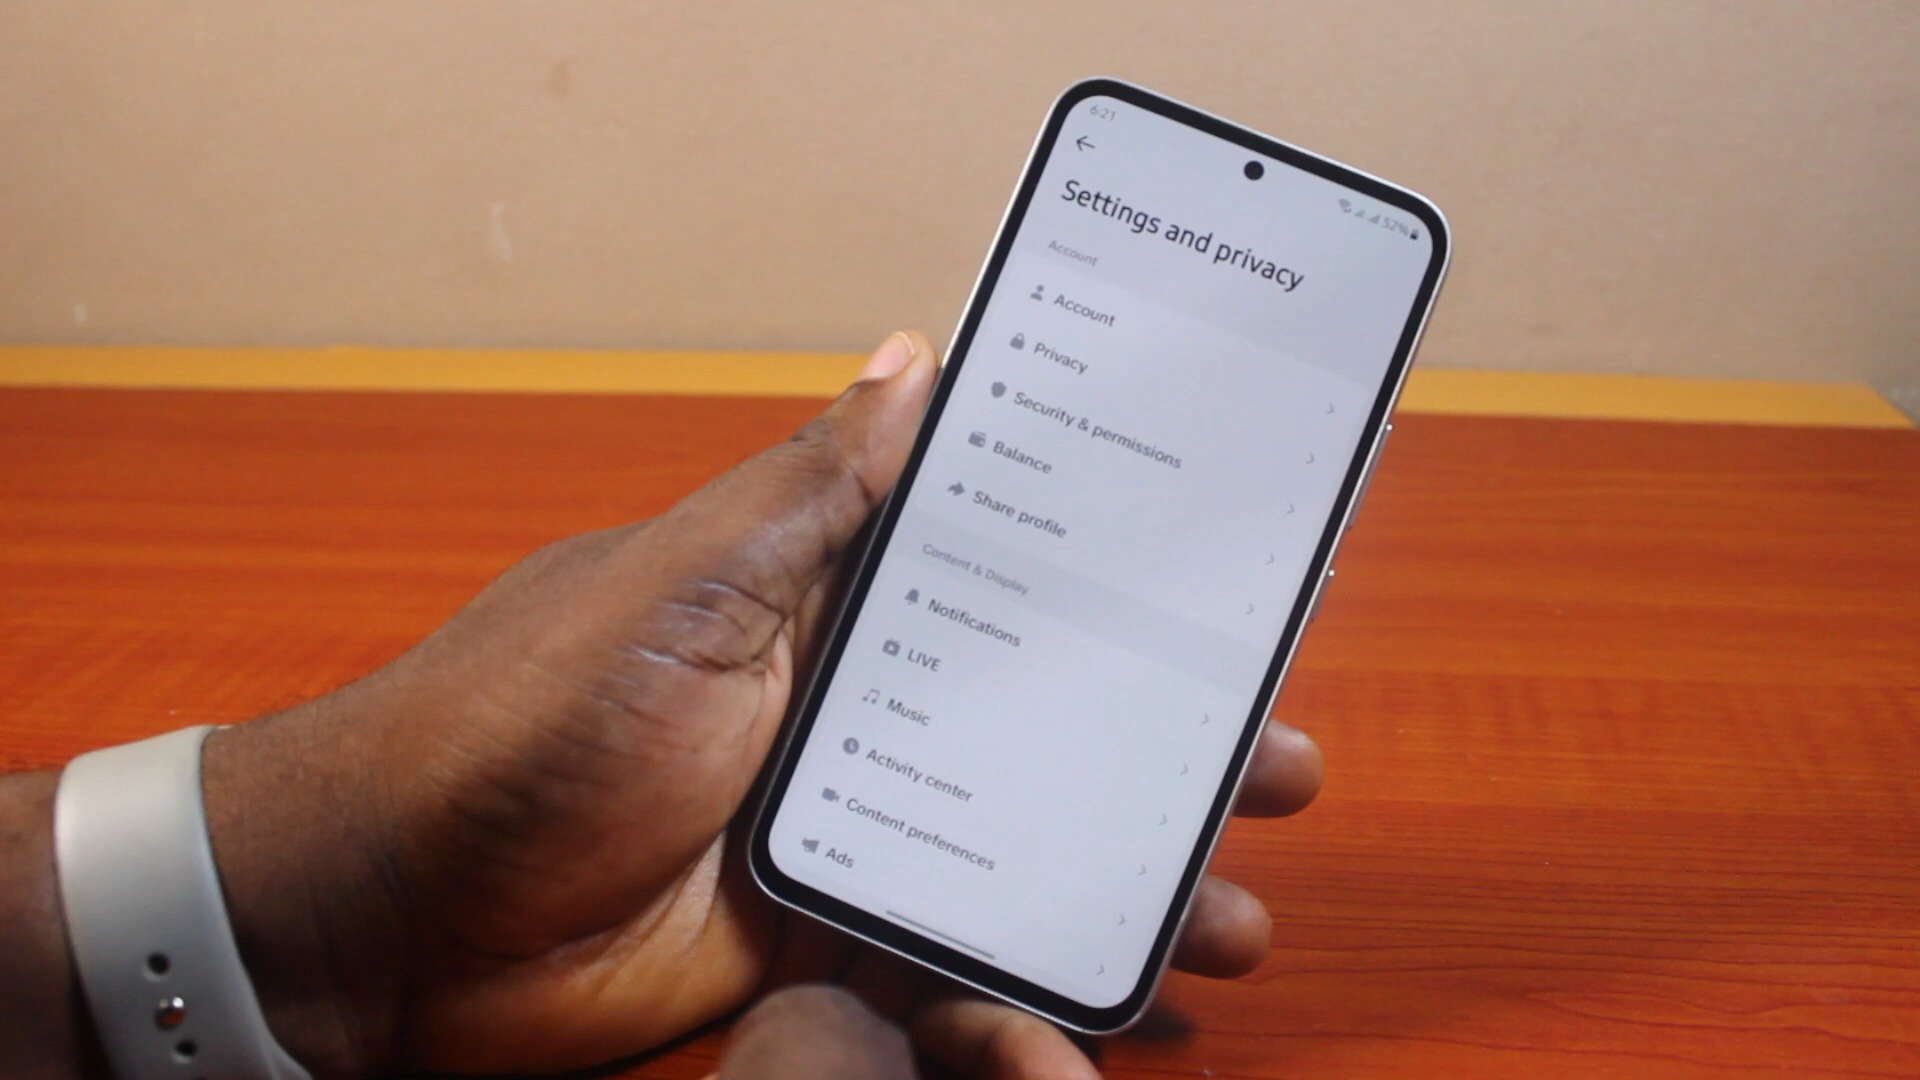 6:21
52%
Settings and privacy
Account
Account
Privacy
Security & permissions
Balance
Share profile
Content & Display
Notifications
LIVE
Music
Activity center
Content preferences
Ads